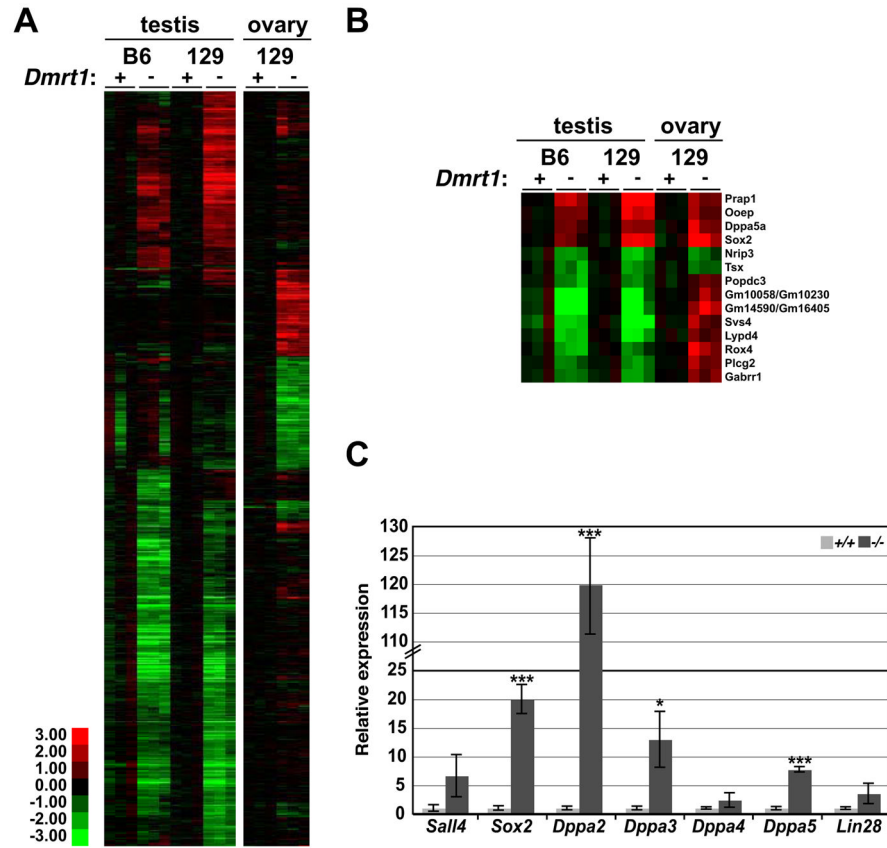 A
testis ovary
B6 129 129
Dmrt1: + - + - + -
3.00
2.00
1.00
0.00
-1.00
-2.00
-3.00
B
testis ovary
B6 129 129
Dmrt1: + - + - + -
Prap1
Ooep
Dppa5a
Sox2
Nrip3
Tsx
Popdc3
Gm10058/Gm10230
Gm14590/Gm16405
Svs4
Lypd4
Rox4
Plcg2
Gabrr1
C
Relative expression
130
125
120
115
110
25
20
15
10
5
0
+/+ -/-
***
***
*
***
Sall4 Sox2 Dppa2 Dppa3 Dppa4 Dppa5 Lin28